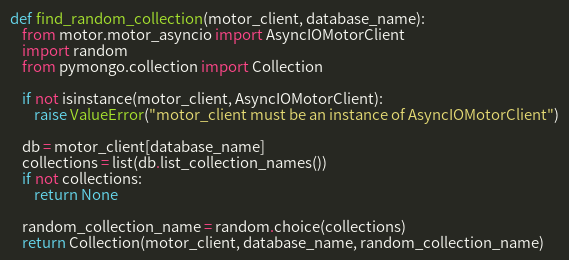 def find_random_collection(motor_client, database_name):
    from motor.motor_asyncio import AsyncIOMotorClient
    import random
    from pymongo.collection import Collection

    if not isinstance(motor_client, AsyncIOMotorClient):
        raise ValueError("motor_client must be an instance of AsyncIOMotorClient")

    db = motor_client[database_name]
    collections = list(db.list_collection_names())
    if not collections:
        return None

    random_collection_name = random.choice(collections)
    return Collection(motor_client, database_name, random_collection_name)